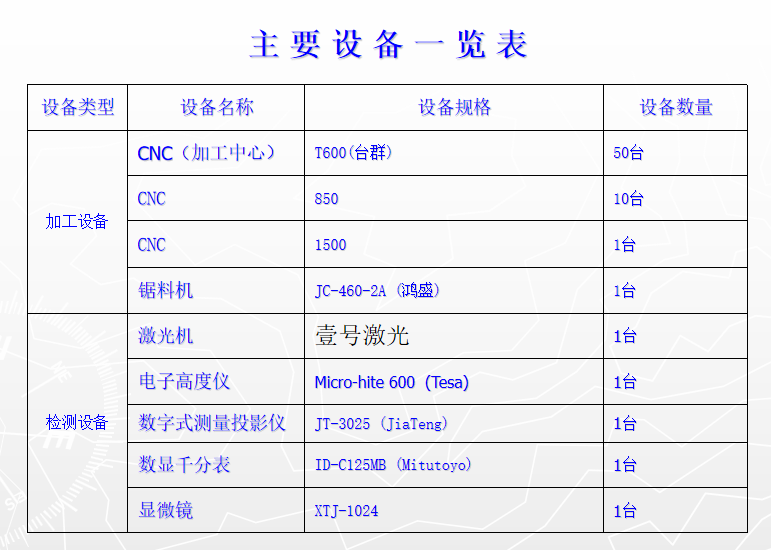 主要设备一览表
设备类型 设备名称 设备规格 设备数量
加工设备
CNC（加工中心） T600(台群) 50台
CNC 850 10台
CNC 1500 1台
锯料机 JC-460-2A (鸿盛) 1台
检测设备
激光机 壹号激光 1台
电子高度仪 Micro-hite 600 (Tesa) 1台
数字式测量投影仪 JT-3025 (JiaTeng) 1台
数显千分表 ID-C125MB (Mitutoyo) 1台
显微镜 XTJ-1024 1台